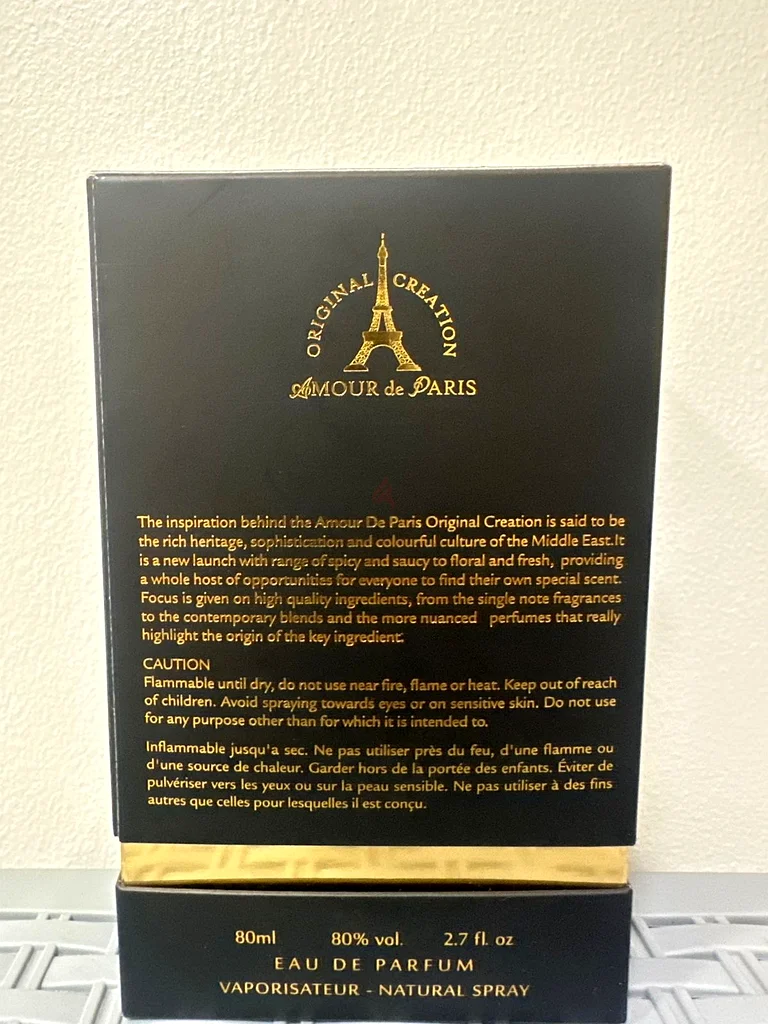 ORIGINAL CREATION
AMOUR de PARIS
The inspiration behind the Amour De Paris Original Creation is said to be
the rich heritage, sophistication and colourful culture of the Middle East.It
is a new launch with range of spicy and saucy to floral and fresh, providing
a whole host of opportunities for everyone to find their own special scent.
Focus is given on high quality ingredients, from the single note fragrances
to the contemporary blends and the more nuanced perfumes that really
highlight the origin of the key ingredient.
CAUTION
Flammable until dry, do not use near fire, flame or heat. Keep out of reach
of children. Avoid spraying towards eyes or on sensitive skin. Do not use
for any purpose other than for which it is intended to.
Inflammable jusqu'a sec. Ne pas utiliser près du feu, d'une flamme ou
d'une source de chaleur. Garder hors de la portée des enfants. Éviter de
pulvériser vers les yeux ou sur la peau sensible. Ne pas utiliser à des fins
autres que celles pour lesquelles il est conçu.
80ml 80% vol. 2.7 fl. oz
EAU DE PARFUM
VAPORISATEUR - NATURAL SPRAY